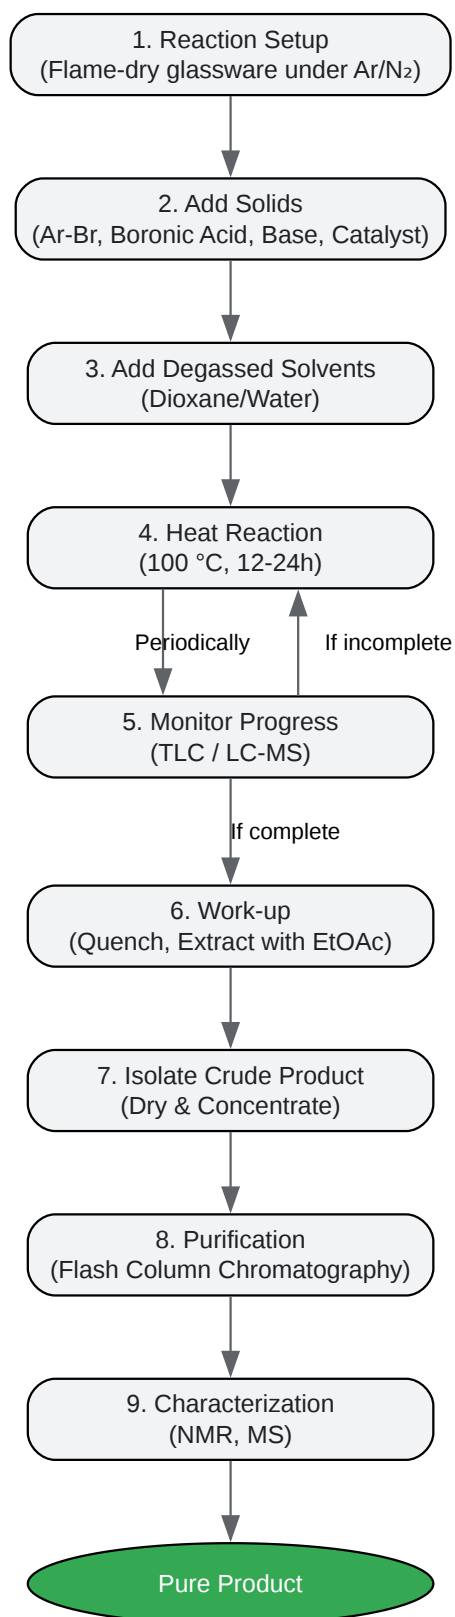 1. Reaction Setup
(Flame-dry glassware under Ar/N₂)
2. Add Solids
(Ar-Br, Boronic Acid, Base, Catalyst)
3. Add Degassed Solvents
(Dioxane/Water)
4. Heat Reaction
(100 °C, 12-24h)
Periodically
If incomplete
5. Monitor Progress
(TLC / LC-MS)
If complete
6. Work-up
(Quench, Extract with EtOAc)
7. Isolate Crude Product
(Dry & Concentrate)
8. Purification
(Flash Column Chromatography)
9. Characterization
(NMR, MS)
Pure Product